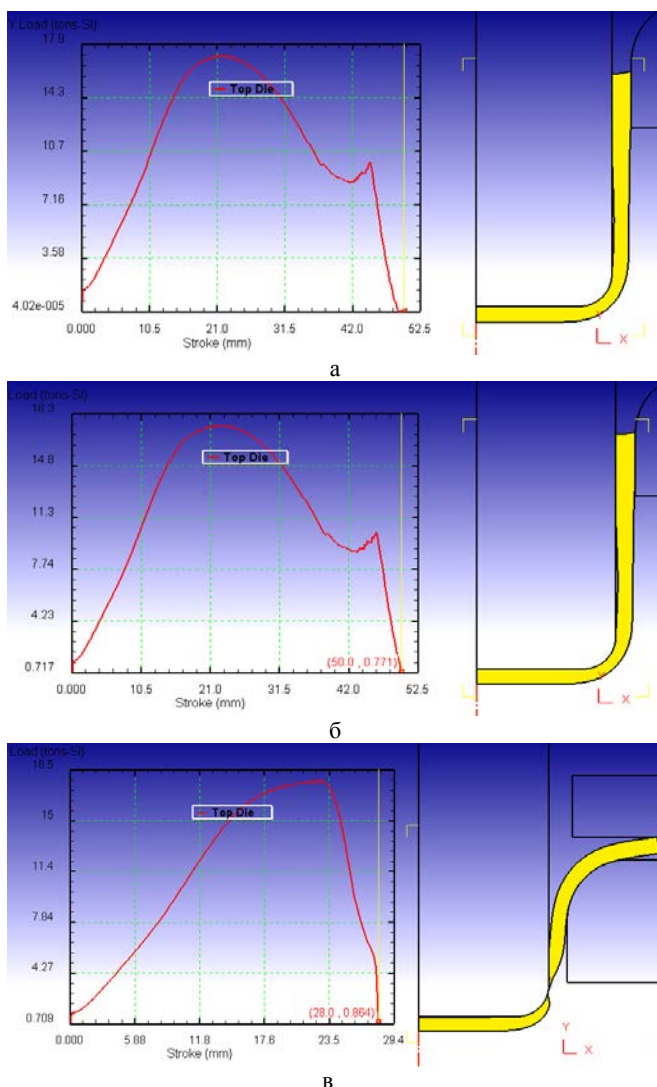 Y Load (tons-SI)
17.9
14.3
10.7
7.16
3.58
4.02e-005
Top Die
0.000 10.5 21.0 31.5 42.0 52.5
Stroke (mm)
X
а
Load (tons-SI)
18.3
14.8
11.3
7.74
4.23
0.717
Top Die
(50.0 , 0.771)
0.000 10.5 21.0 31.5 42.0 52.5
Stroke (mm)
X
б
Load (tons-SI)
18.5
15
11.4
7.84
4.27
0.709
Top Die
(28.0 , 0.864)
0.000 5.88 11.8 17.6 23.5 29.4
Stroke (mm)
Y
X
в